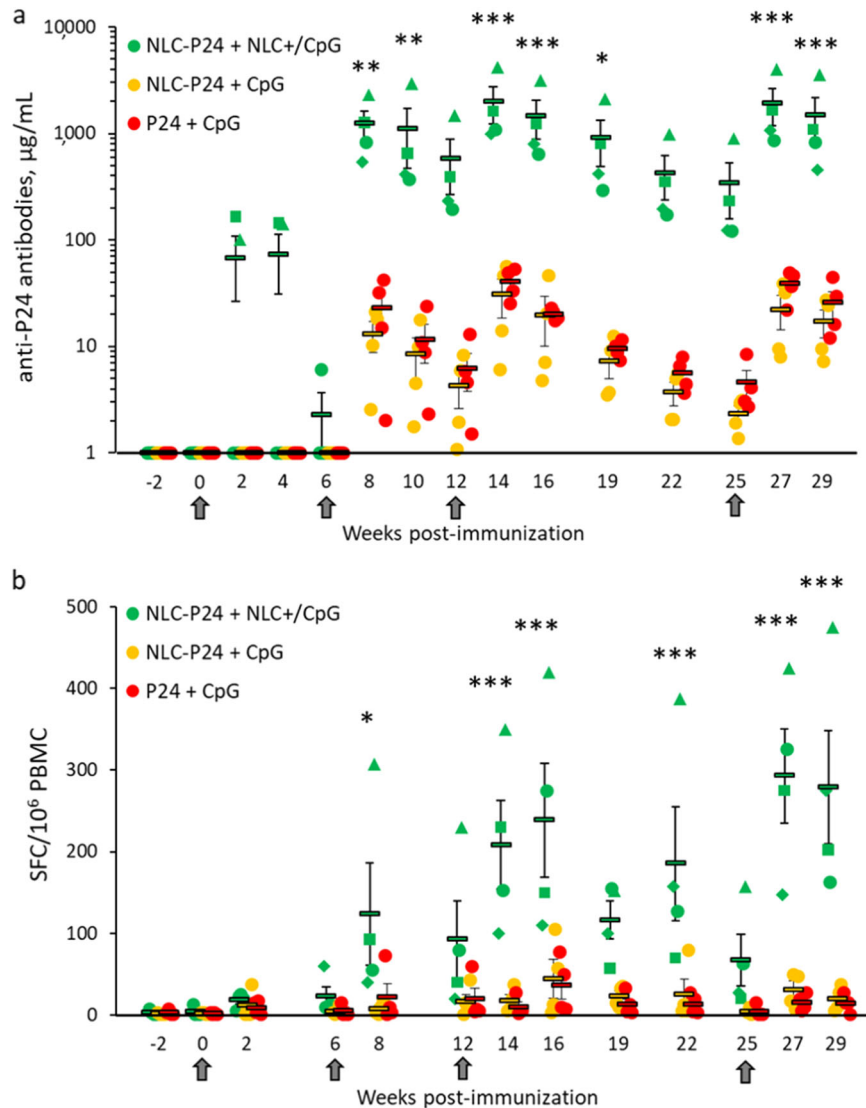 a
10,000
NLC-P24 + NLC+/CpG
NLC-P24 + CpG
P24 + CpG
,000
100
10
1
anti-P24 antibodies, µg/mL
** ** *** *** * *** ***
-2 0 2 4 6 8 10 12 14 16 19 22 25 27 29
Weeks post-immunization
b
500
NLC-P24 + NLC+/CpG
NLC-P24 + CpG
P24 + CpG
400
300
200
100
0
SFC/10⁶ PBMC
* *** *** *** *** ***
-2 0 2 6 8 12 14 16 19 22 25 27 29
Weeks post-immunization